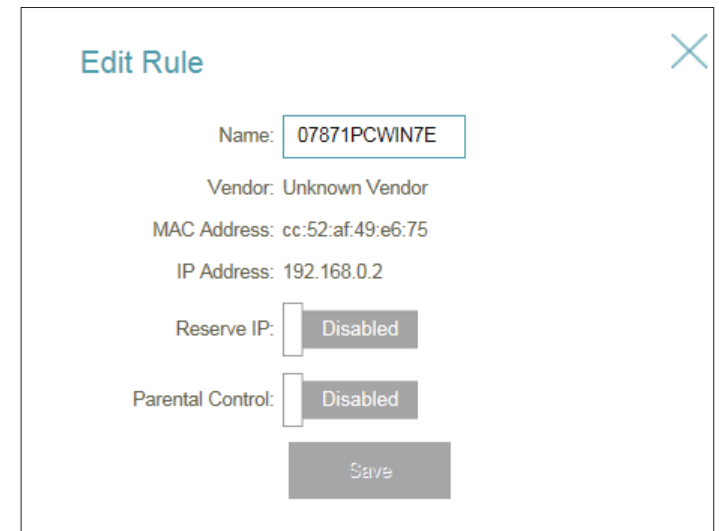 Edit Rule
Name: 07871PCWIN7E
Vendor: Unknown Vendor
MAC Address: cc:52:af:49:e6:75
IP Address: 192.168.0.2
Reserve IP: Disabled
Parental Control: Disabled
Save